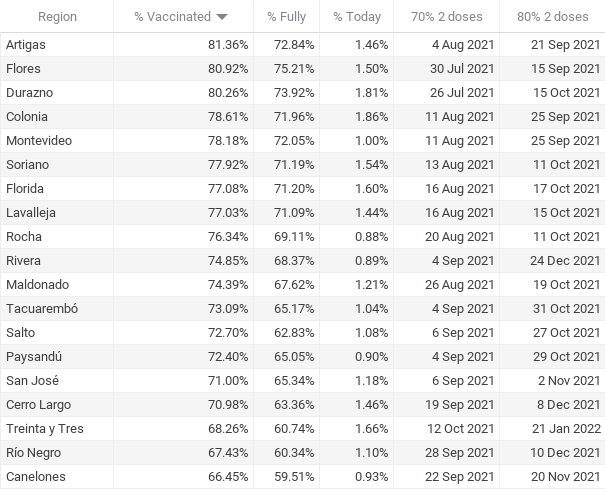 Region % Vaccinated % Fully % Today 70% 2 doses 80% 2 doses
Artigas 81.36% 72.84% 1.46% 4 Aug 2021 21 Sep 2021
Flores 80.92% 75.21% 1.50% 30 Jul 2021 15 Sep 2021
Durazno 80.26% 73.92% 1.81% 26 Jul 2021 15 Oct 2021
Colonia 78.61% 71.96% 1.86% 11 Aug 2021 25 Sep 2021
Montevideo 78.18% 72.05% 1.00% 11 Aug 2021 25 Sep 2021
Soriano 77.92% 71.19% 1.54% 13 Aug 2021 11 Oct 2021
Florida 77.08% 71.20% 1.60% 16 Aug 2021 17 Oct 2021
Lavalleja 77.03% 71.09% 1.44% 16 Aug 2021 15 Oct 2021
Rocha 76.34% 69.11% 0.88% 20 Aug 2021 11 Oct 2021
Rivera 74.85% 68.37% 0.89% 4 Sep 2021 24 Dec 2021
Maldonado 74.39% 67.62% 1.21% 26 Aug 2021 19 Oct 2021
Tacuarembó 73.09% 65.17% 1.04% 4 Sep 2021 31 Oct 2021
Salto 72.70% 62.83% 1.08% 6 Sep 2021 27 Oct 2021
Paysandú 72.40% 65.05% 0.90% 4 Sep 2021 29 Oct 2021
San José 71.00% 65.34% 1.18% 6 Sep 2021 2 Nov 2021
Cerro Largo 70.98% 63.36% 1.46% 19 Sep 2021 8 Dec 2021
Treinta y Tres 68.26% 60.74% 1.66% 12 Oct 2021 21 Jan 2022
Río Negro 67.43% 60.34% 1.10% 28 Sep 2021 10 Dec 2021
Canelones 66.45% 59.51% 0.93% 22 Sep 2021 20 Nov 2021